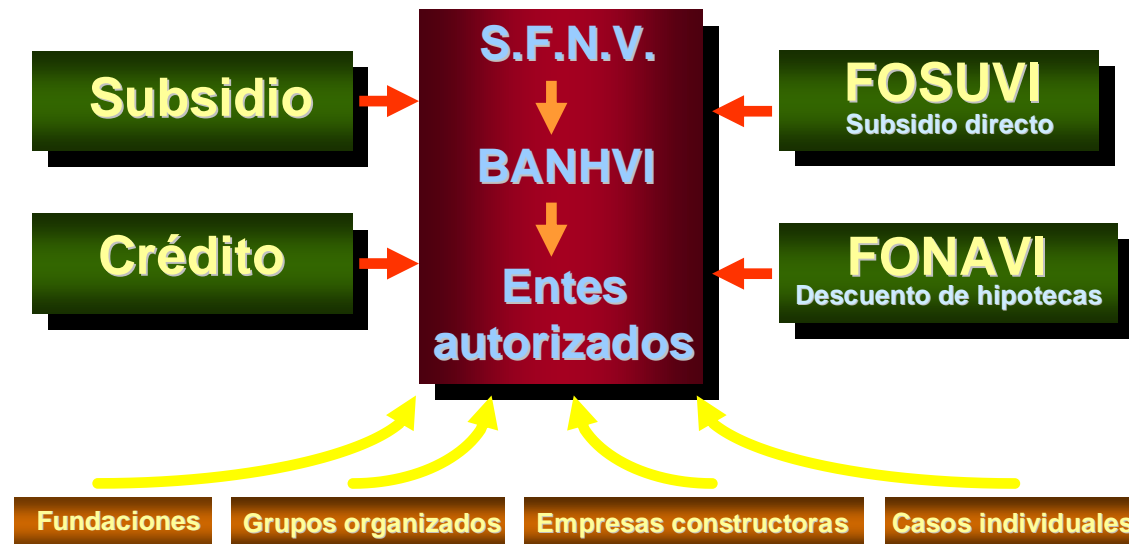 S.F.N.V.
Subsidio
FOSUVI
Subsidio directo
BANHVI
Crédito
FONAVI
Descuento de hipotecas
Entes
autorizados
Fundaciones
Grupos organizados
Empresas constructoras
Casos individuales